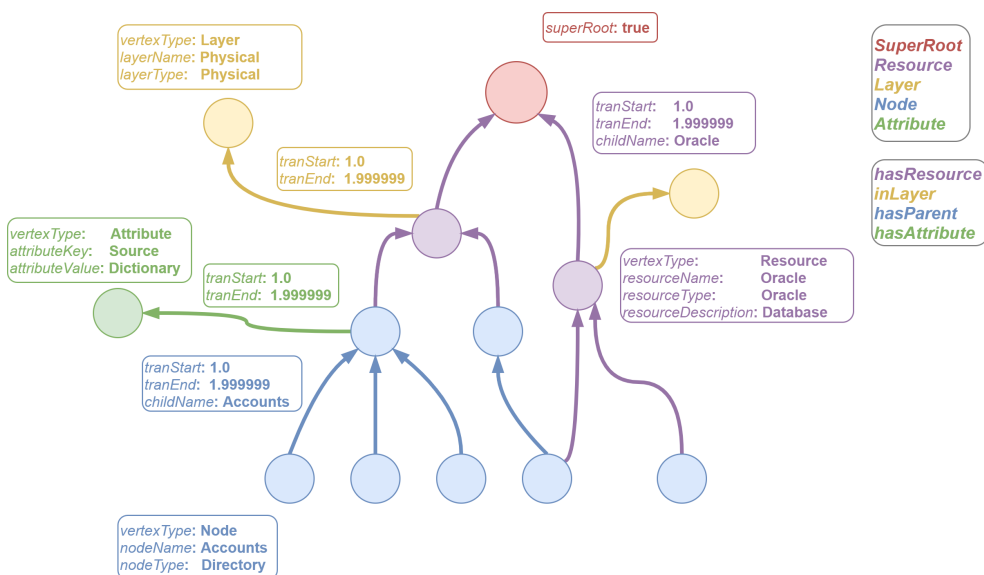 superRoot: true
vertexType: Layer
layerName: Physical
layerType: Physical
SuperRoot
Resource
Layer
Node
Attribute
tranStart: 1.0
tranEnd: 1.999999
childName: Oracle
tranStart: 1.0
tranEnd: 1.999999
hasResource
inLayer
hasParent
hasAttribute
vertexType: Attribute
attributeKey: Source
attributeValue: Dictionary
tranStart: 1.0
tranEnd: 1.999999
vertexType: Resource
resourceName: Oracle
resourceType: Oracle
resourceDescription: Database
tranStart: 1.0
tranEnd: 1.999999
childName: Accounts
vertexType: Node
nodeName: Accounts
nodeType: Directory